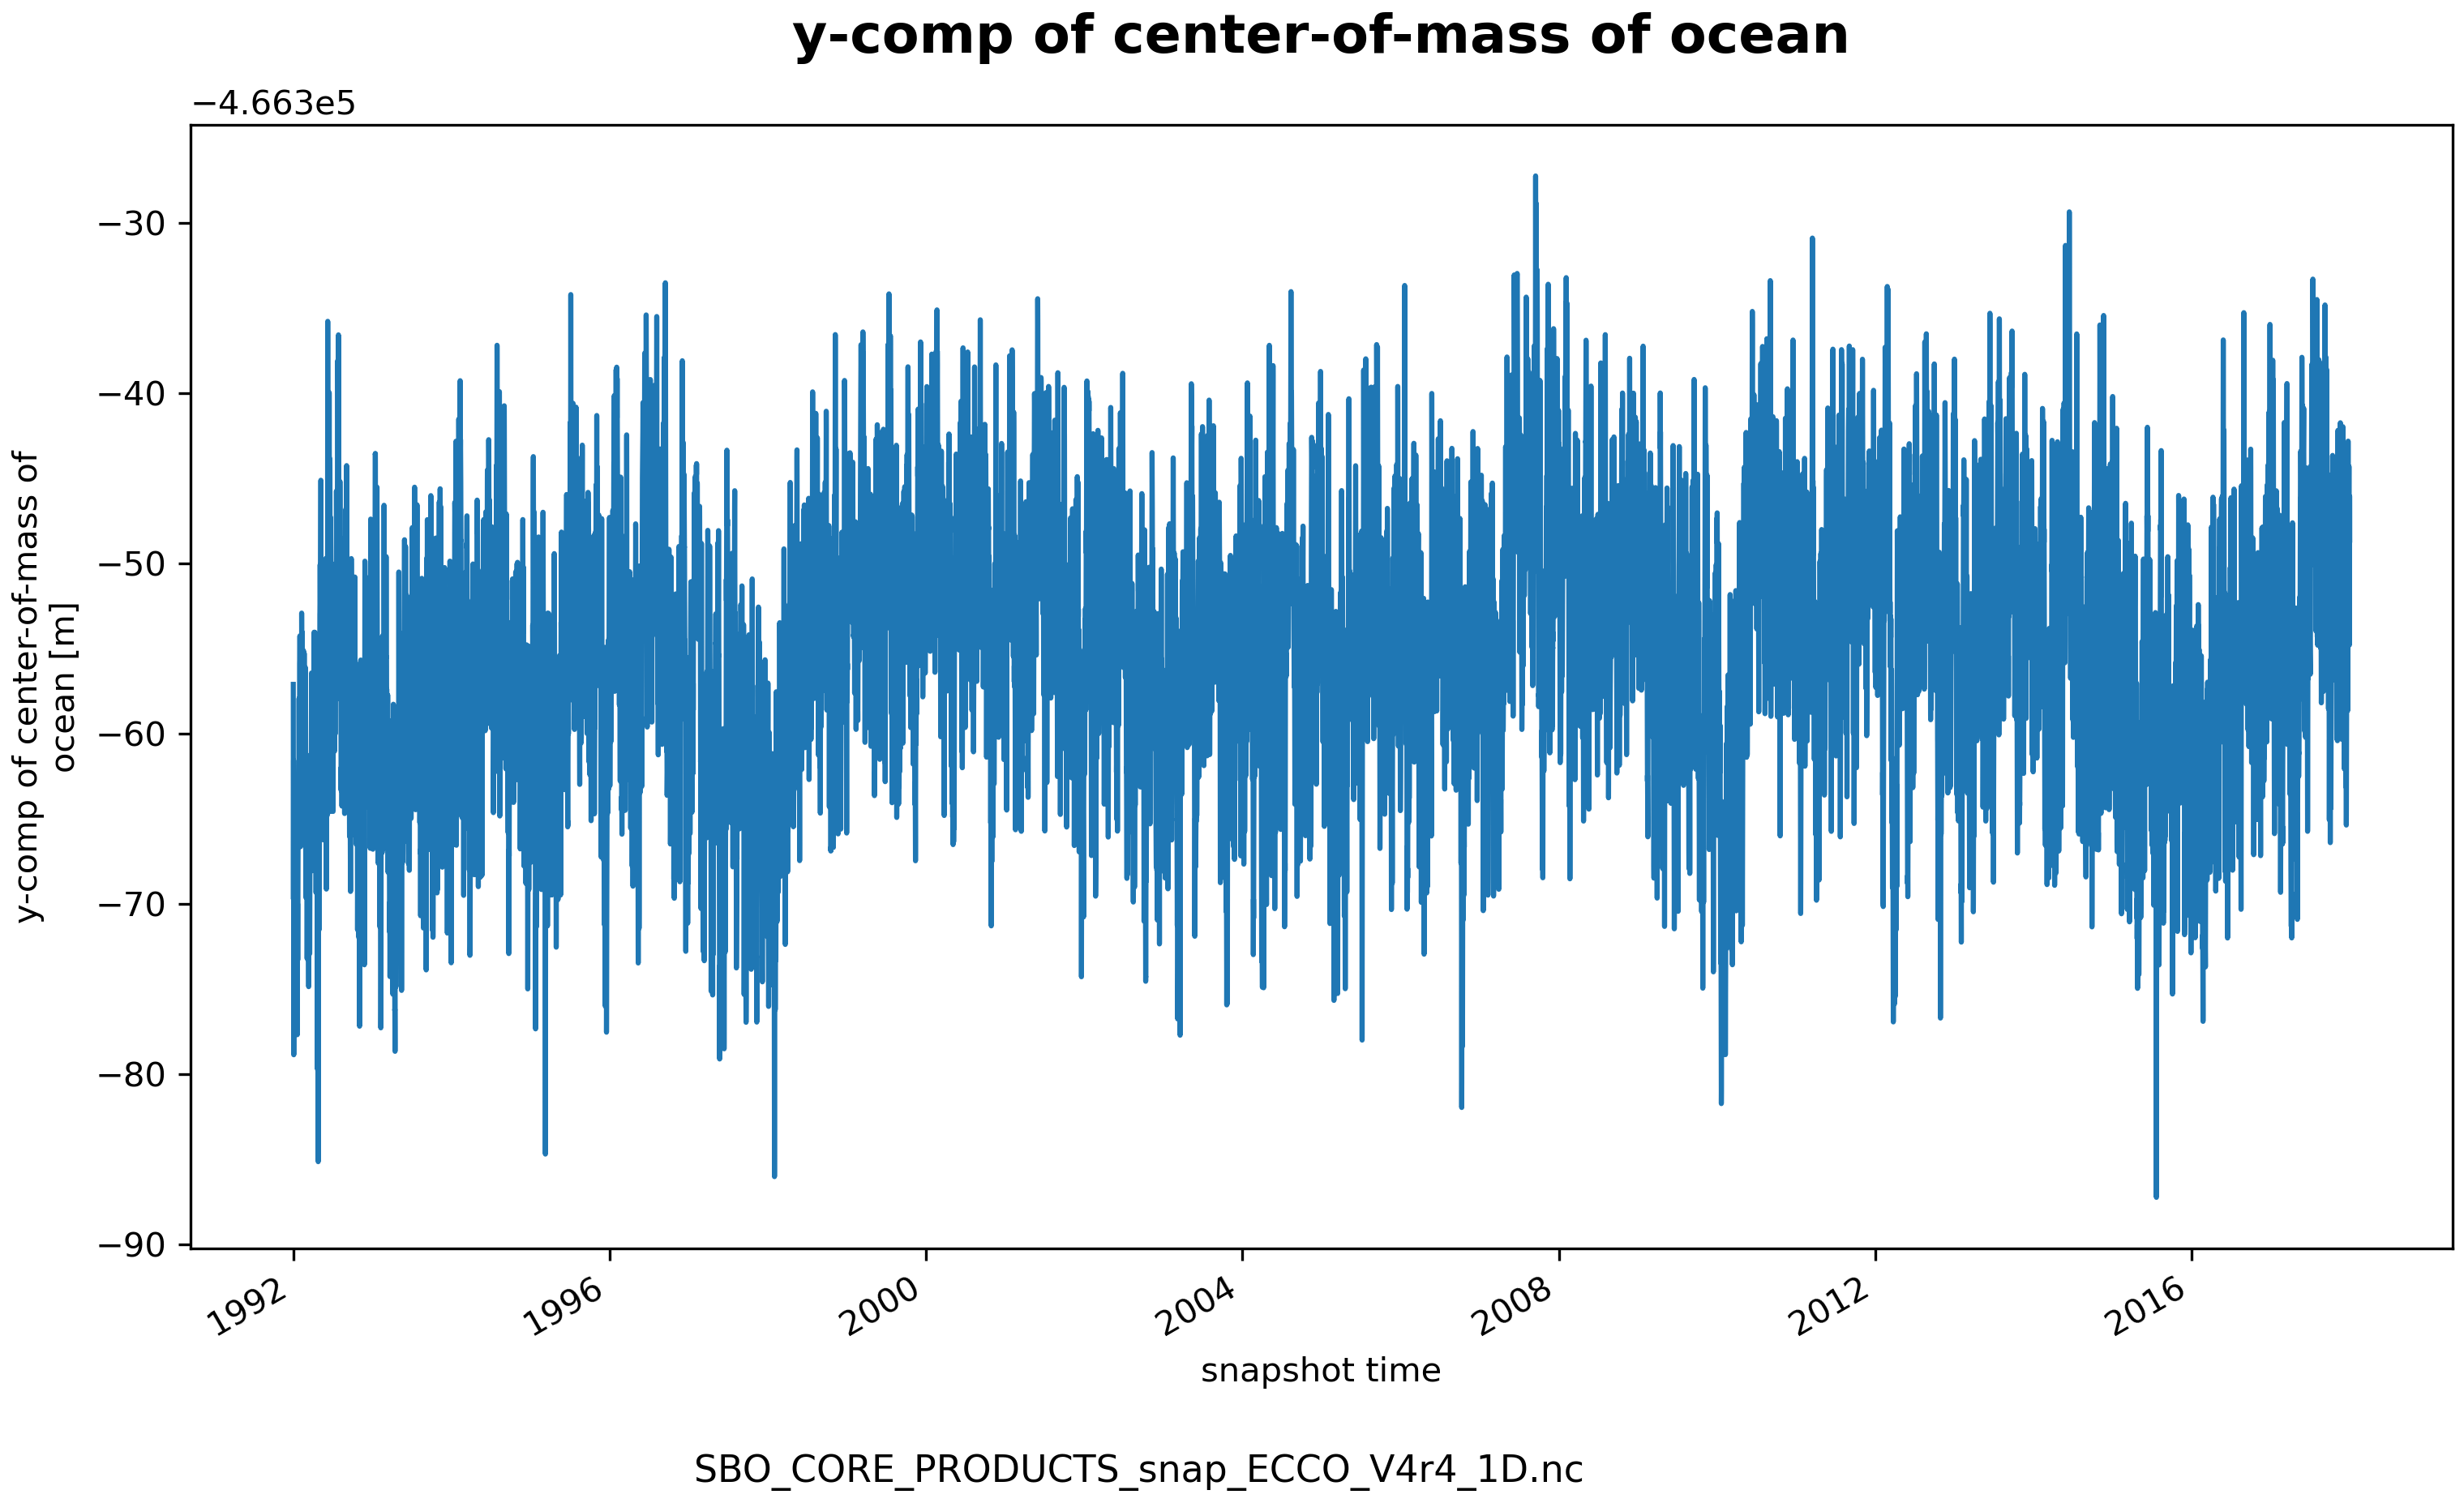 y-comp of center-of-mass of ocean
−4.663e5
−30
−40
−50
−60
−70
−80
−90
y-comp of center-of-mass of
ocean [m]
1992
1996
2000
2004
2008
2012
2016
snapshot time
SBO_CORE_PRODUCTS_snap_ECCO_V4r4_1D.nc